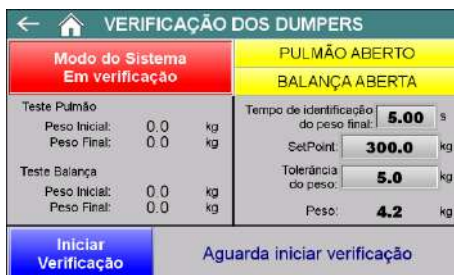 VERIFICAÇÃO DOS DUMPERS
Modo do Sistema
Em verificação
PULMÃO ABERTO
BALANÇA ABERTA
Teste Pulmão
Peso Inicial: 0.0 kg
Peso Final: 0.0 kg
Teste Balança
Peso Inicial: 0.0 kg
Peso Final: 0.0 kg
Tempo de identificação
do peso final: 5.00 s
SetPoint: 300.0 kg
Tolerância
do peso: 5.0 kg
Peso: 4.2 kg
Iniciar
Verificação
Aguarda iniciar verificação